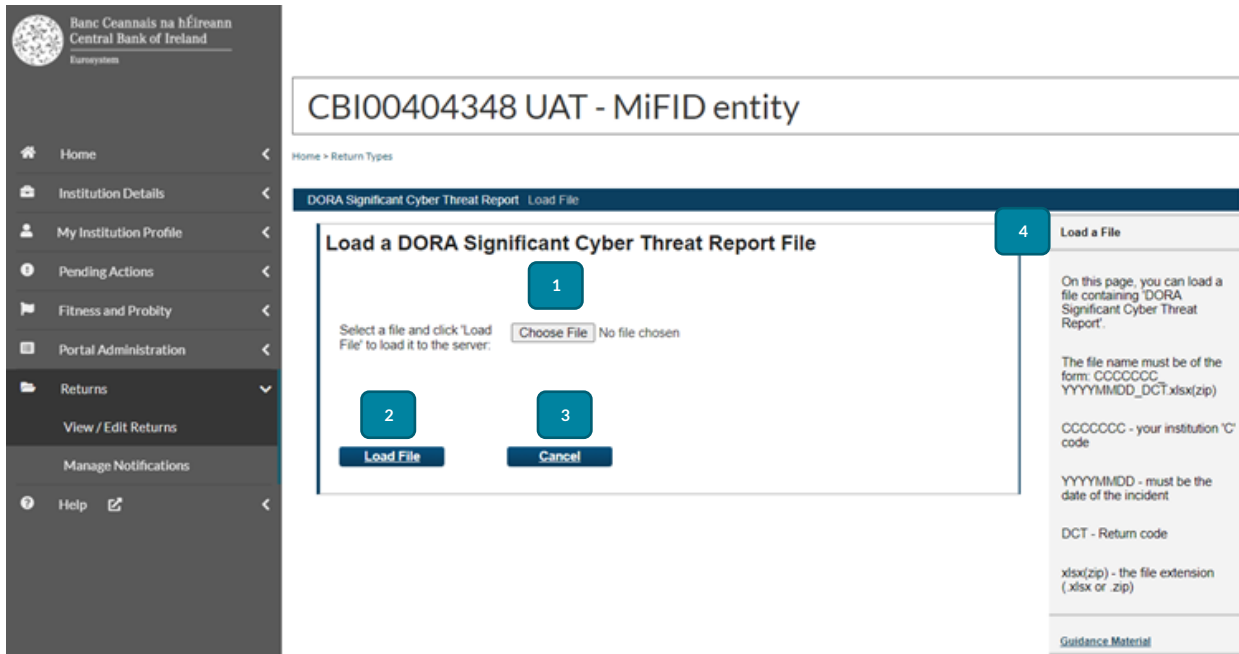 Banc Ceannais na hÉireann
Central Bank of Ireland
Eurosystem
Home
Institution Details
My Institution Profile
Pending Actions
Fitness and Probity
Portal Administration
Returns
View / Edit Returns
Manage Notifications
Help
CBI00404348 UAT - MiFID entity
Home > Return Types
DORA Significant Cyber Threat Report Load File
Load a DORA Significant Cyber Threat Report File
1
Select a file and click 'Load
File' to load it to the server:
Choose File No file chosen
2
3
Load File
Cancel
4
Load a File
On this page, you can load a
file containing 'DORA
Significant Cyber Threat
Report'.
The file name must be of the
form: CCCCCCC_
YYYYMMDD_DCT.xlsx(zip)
CCCCCCC - your institution 'C'
code
YYYYMMDD - must be the
date of the incident
DCT - Return code
xlsx(zip) - the file extension
(.xlsx or .zip)
Guidance Material